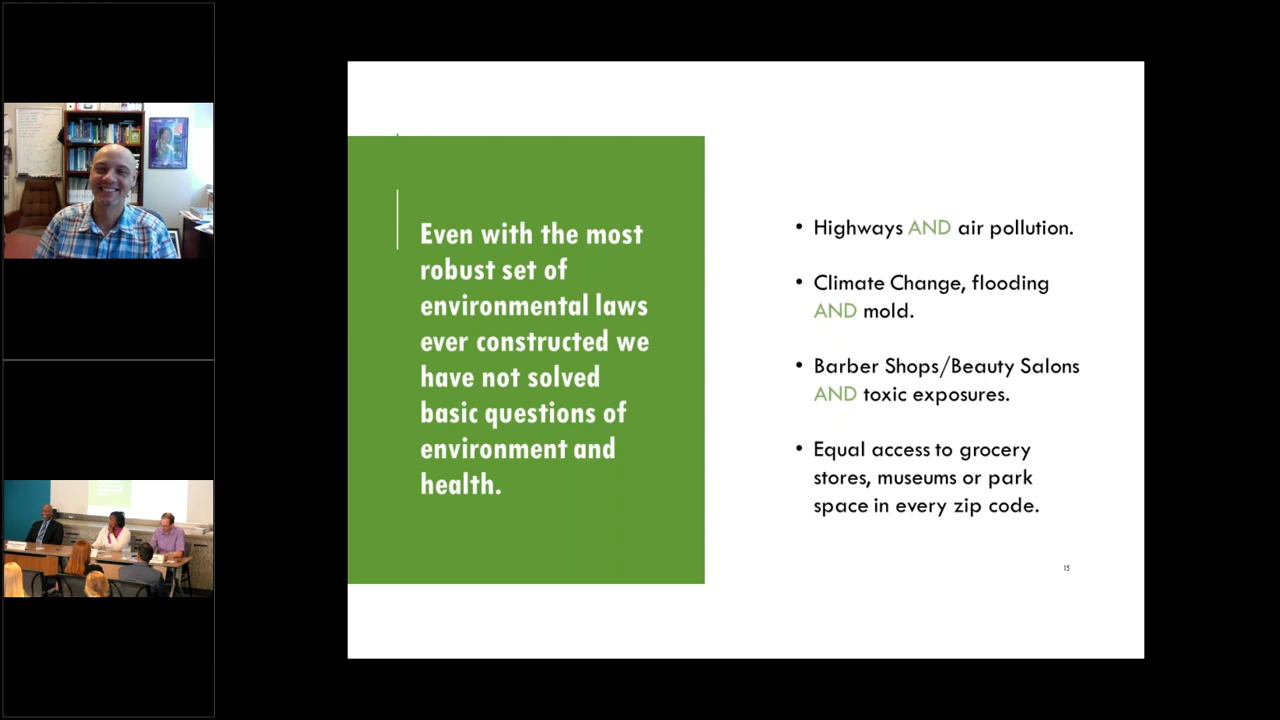 Even with the most
robust set of
environmental laws
ever constructed we
have not solved
basic questions of
environment and
health.
• Highways AND air pollution.
• Climate Change, flooding
AND mold.
• Barber Shops/Beauty Salons
AND toxic exposures.
• Equal access to grocery
stores, museums or park
space in every zip code.
15